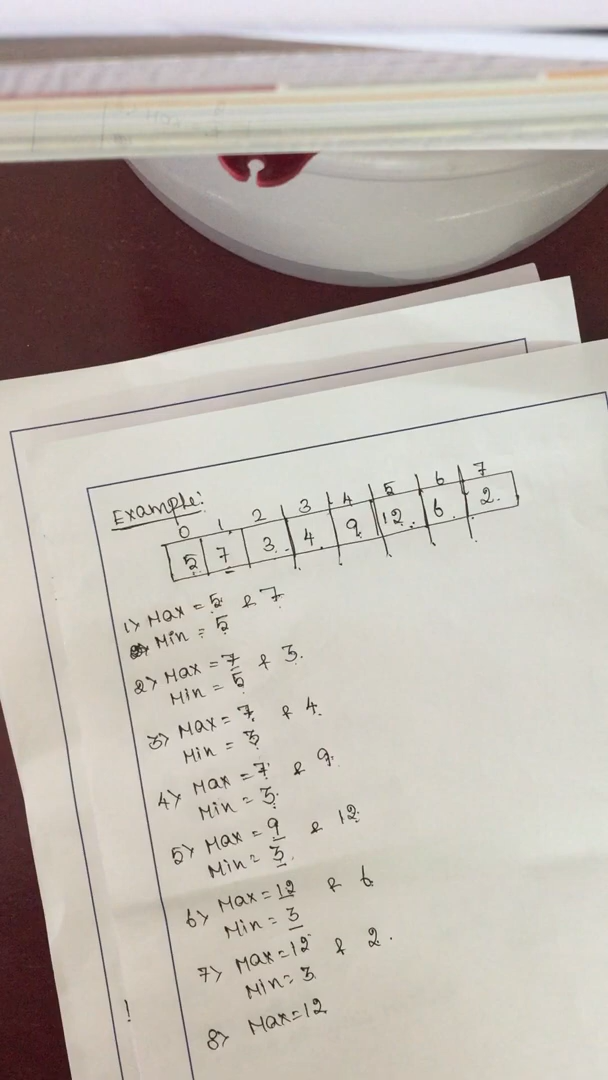 Example:
0 1 2 3 4 5 6 7
5 7 3. 4. 9 12. 6. 2.
1> Max = 5 & 7
Min = 5
2> Max = 7 & 3.
Min = 5
3> Max = 7 & 4.
Min = 3
4> Max = 7 & 9.
Min = 3.
5> Max = 9 & 12
Min = 3.
6> Max = 12 & 6.
Min = 3
7> Max = 12 & 2.
Min = 3
8> Max = 12
!